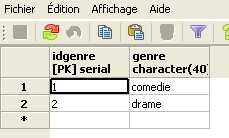 Fichier Édition Affichage Aide
idgenre genre
[PK] serial character(40)
1 1 comedie
2 2 drame
*